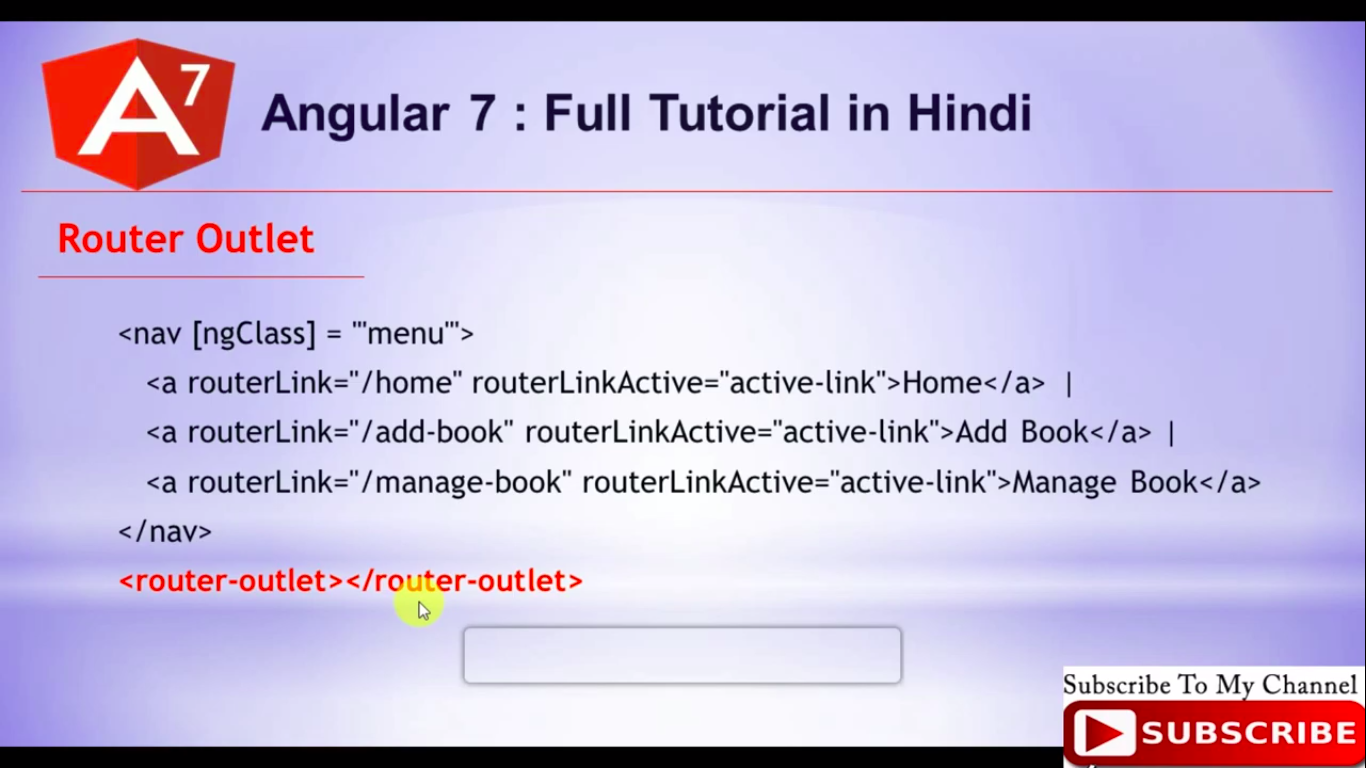 A7
Angular 7 : Full Tutorial in Hindi
Router Outlet
<nav [ngClass] = "'menu'">
<a routerLink="/home" routerLinkActive="active-link">Home</a> |
<a routerLink="/add-book" routerLinkActive="active-link">Add Book</a> |
<a routerLink="/manage-book" routerLinkActive="active-link">Manage Book</a>
</nav>
<router-outlet></router-outlet>
Subscribe To My Channel
SUBSCRIBE